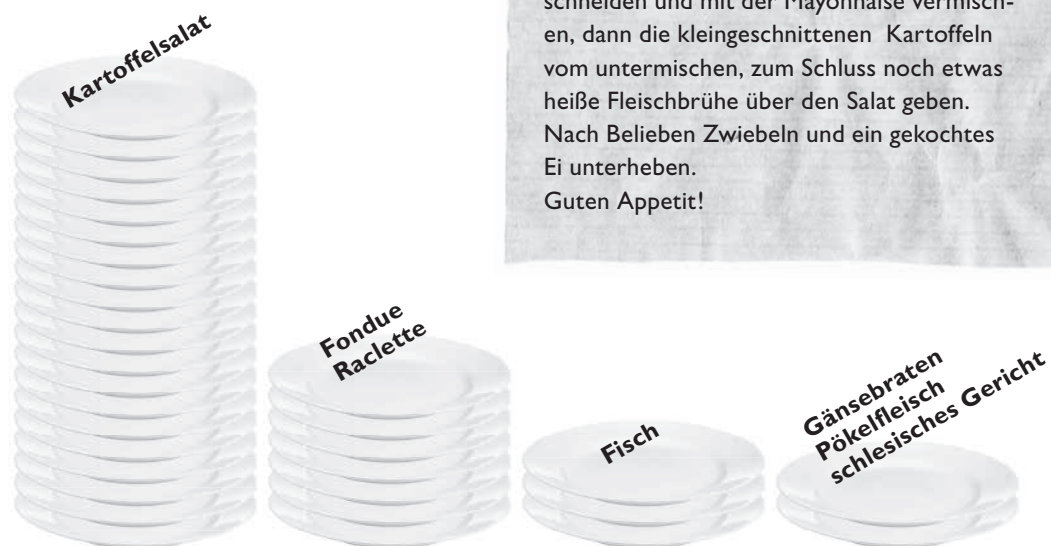 schneiden und mit der Mayonnaise vermisch-
en, dann die kleingeschnittenen Kartoffeln
vom untermischen, zum Schluss noch etwas
heiße Fleischbrühe über den Salat geben.
Nach Belieben Zwiebeln und ein gekochtes
Ei unterheben.
Guten Appetit!
Kartoffelsalat
Fondue
Raclette
Fisch
Gänsebraten
Pökelfleisch
schlesisches Gericht